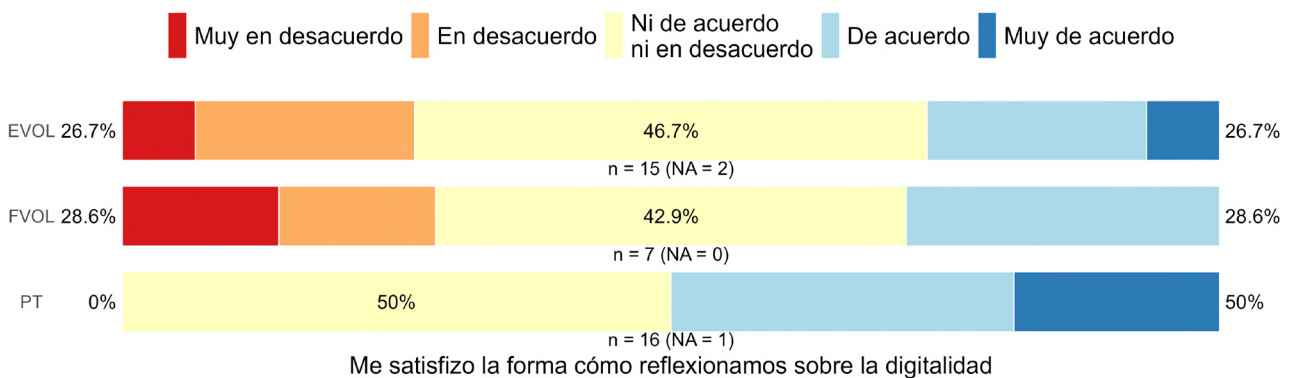 Muy en desacuerdo En desacuerdo Ni de acuerdo
ni en desacuerdo De acuerdo Muy de acuerdo
EVOL 26.7% 46.7% 26.7%
n = 15 (NA = 2)
FVOL 28.6% 42.9% 28.6%
n = 7 (NA = 0)
PT 0% 50% 50%
n = 16 (NA = 1)
Me satisfizo la forma cómo reflexionamos sobre la digitalidad